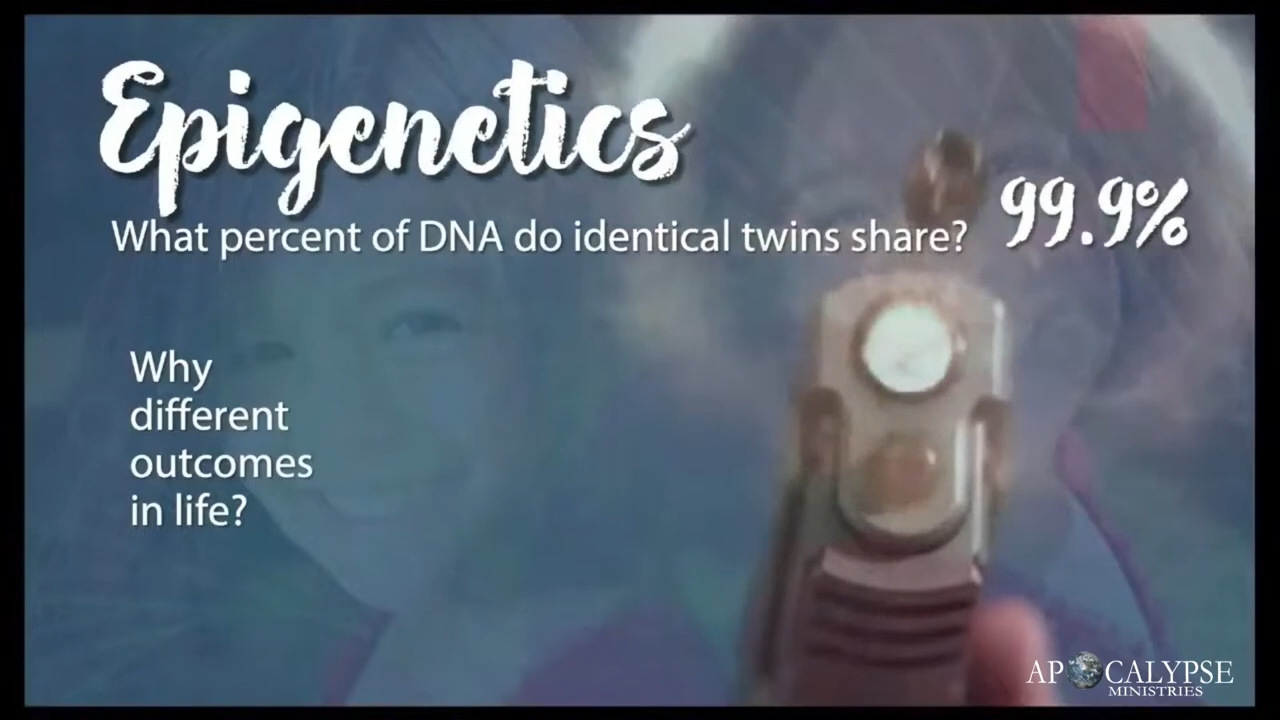 Epigenetics
What percent of DNA do identical twins share? 99.9%
Why
different
outcomes
in life?
APOCALYPSE
MINISTRIES